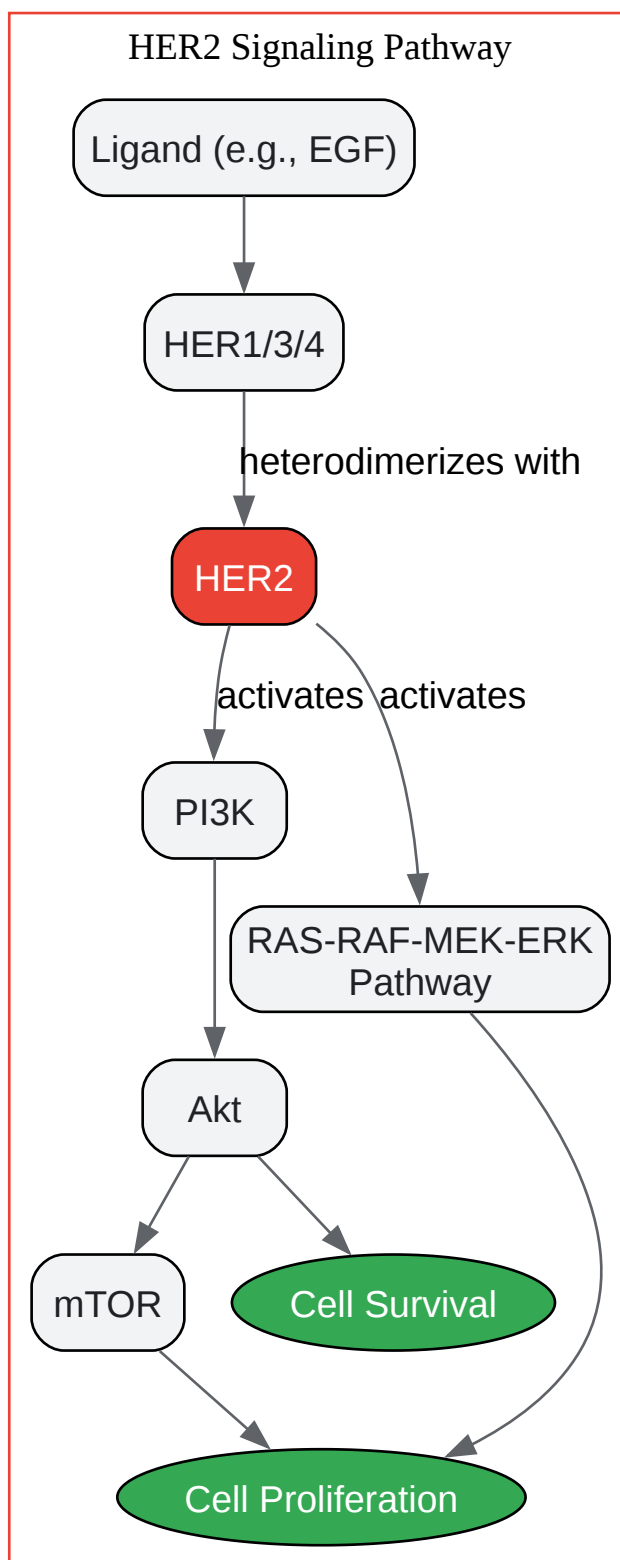 HER2 Signaling Pathway
Ligand (e.g., EGF)
HER1/3/4
heterodimerizes with
HER2
activates
activates
PI3K
RAS-RAF-MEK-ERK
Pathway
Akt
mTOR
Cell Survival
Cell Proliferation